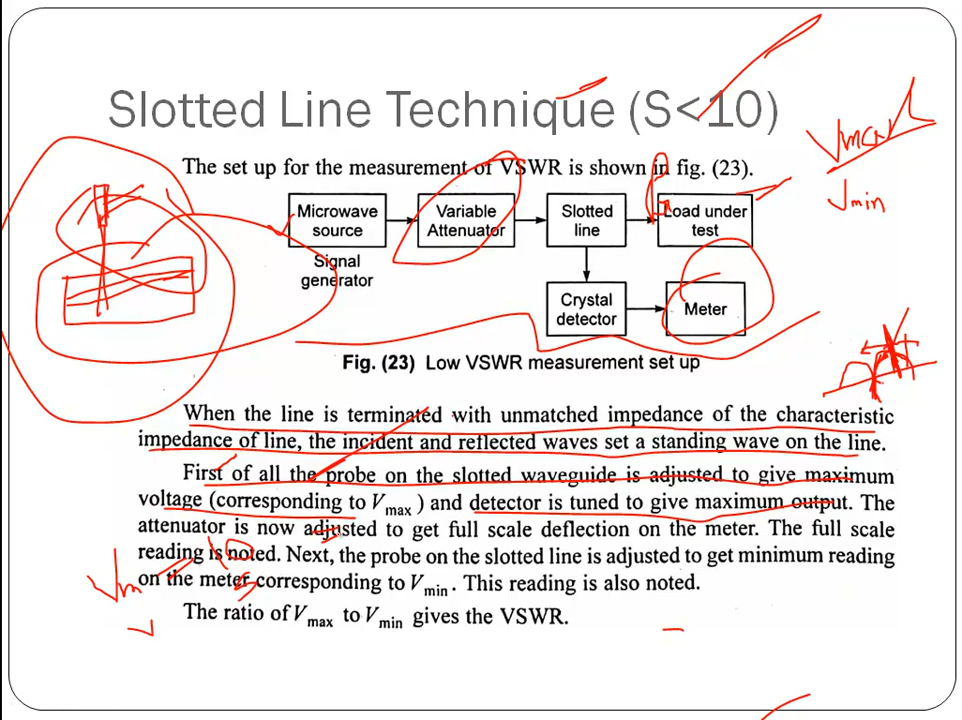 Slotted Line Technique (S<10)
The set up for the measurement of VSWR is shown in fig. (23).
Microwave source
Variable Attenuator
Slotted line
Load under test
Signal generator
Crystal detector
Meter
Fig. (23) Low VSWR measurement set up
When the line is terminated with unmatched impedance of the characteristic
impedance of line, the incident and reflected waves set a standing wave on the line.
First of all the probe on the slotted waveguide is adjusted to give maximum
voltage (corresponding to Vmax) and detector is tuned to give maximum output. The
attenuator is now adjusted to get full scale deflection on the meter. The full scale
reading is noted. Next, the probe on the slotted line is adjusted to get minimum reading
on the meter corresponding to Vmin. This reading is also noted.
The ratio of Vmax to Vmin gives the VSWR.
Vmax
Vmin
Vm
10
5